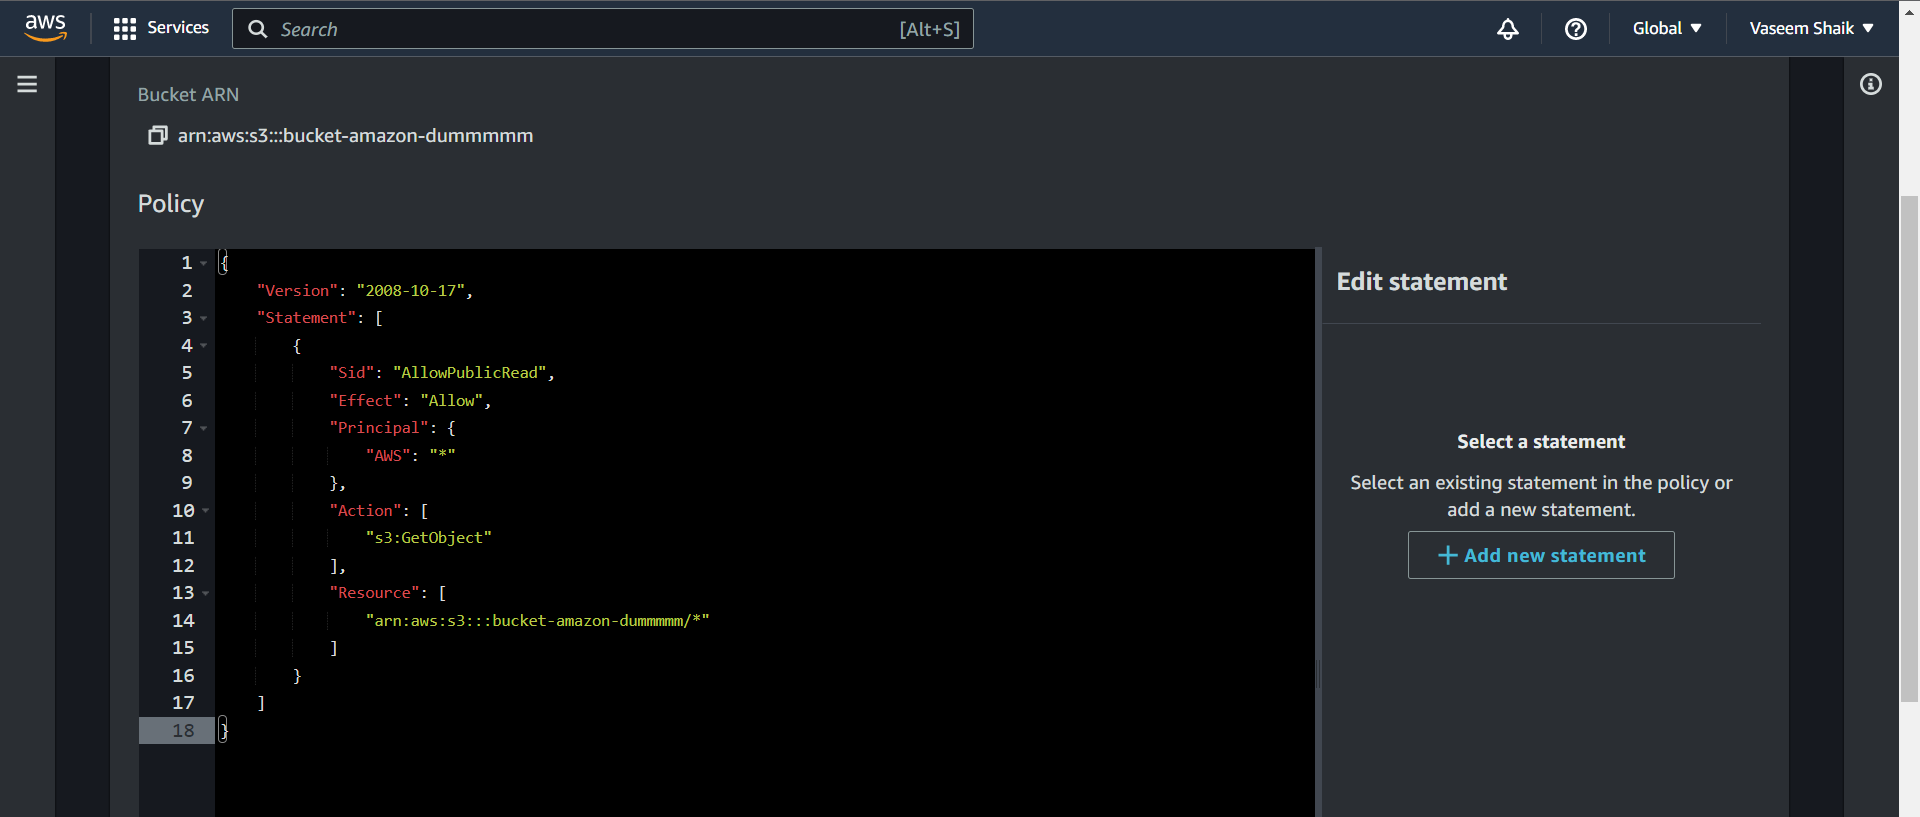 aws Services Search [Alt+S] Global Vaseem Shaik
Bucket ARN
arn:aws:s3:::bucket-amazon-dummmmm
Policy
1 {
2 "Version": "2008-10-17",
3 "Statement": [
4 {
5 "Sid": "AllowPublicRead",
6 "Effect": "Allow",
7 "Principal": {
8 "AWS": "*"
9 },
10 "Action": [
11 "s3:GetObject"
12 ],
13 "Resource": [
14 "arn:aws:s3:::bucket-amazon-dummmmm/*"
15 ]
16 }
17 ]
18 }
Edit statement
Select a statement
Select an existing statement in the policy or
add a new statement.
+ Add new statement